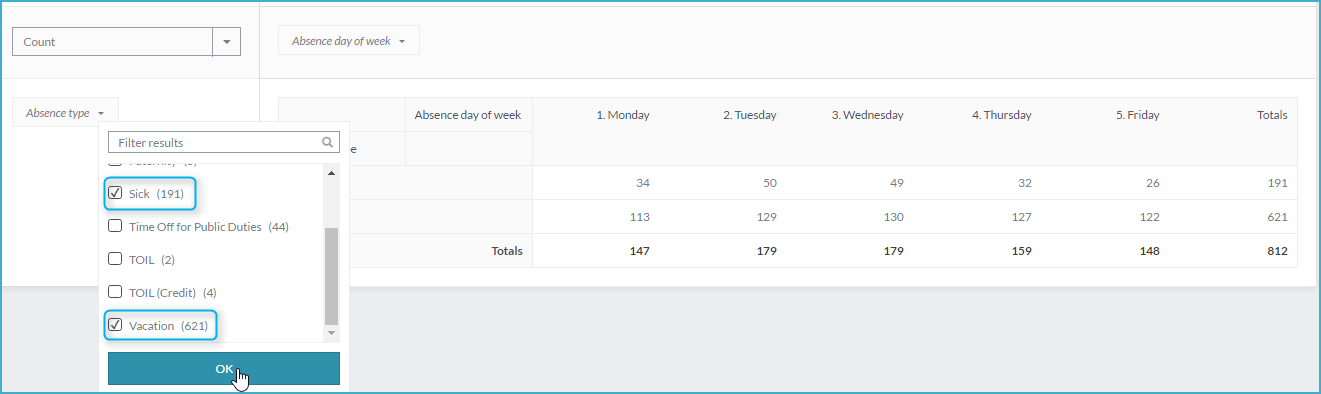 Count
Absence day of week
Absence type
Absence day of week 1. Monday 2. Tuesday 3. Wednesday 4. Thursday 5. Friday Totals
Filter results
Sick (191)
34 50 49 32 26 191
Time Off for Public Duties (44)
113 129 130 127 122 621
TOIL (2)
Totals 147 179 179 159 148 812
TOIL (Credit) (4)
Vacation (621)
OK